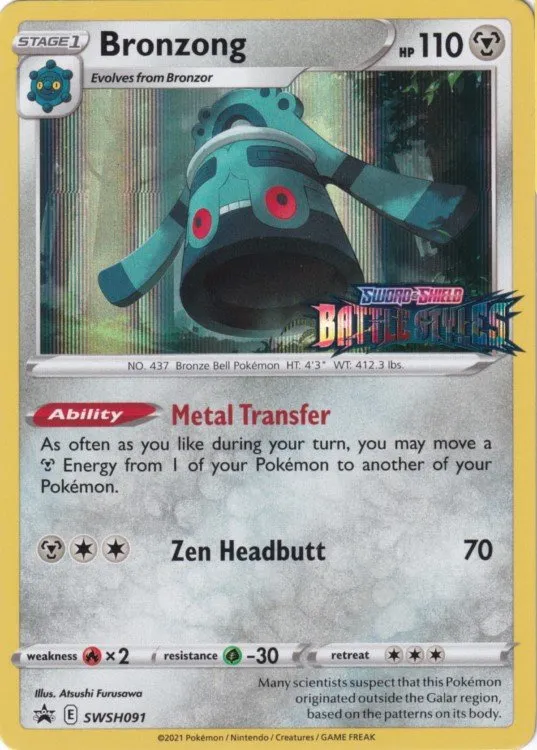 STAGE 1 Bronzong HP 110
Evolves from Bronzor
SWORD & SHIELD
BATTLE STYLES
NO. 437 Bronze Bell Pokémon HT: 4'3" WT: 412.3 lbs.
Ability Metal Transfer
As often as you like during your turn, you may move a
Energy from 1 of your Pokémon to another of your
Pokémon.
Zen Headbutt 70
weakness ×2 resistance -30 retreat
Illus. Atsushi Furusawa
Many scientists suspect that this Pokémon
originated outside the Galar region,
based on the patterns on its body.
E SWSH091
©2021 Pokémon / Nintendo / Creatures / GAME FREAK